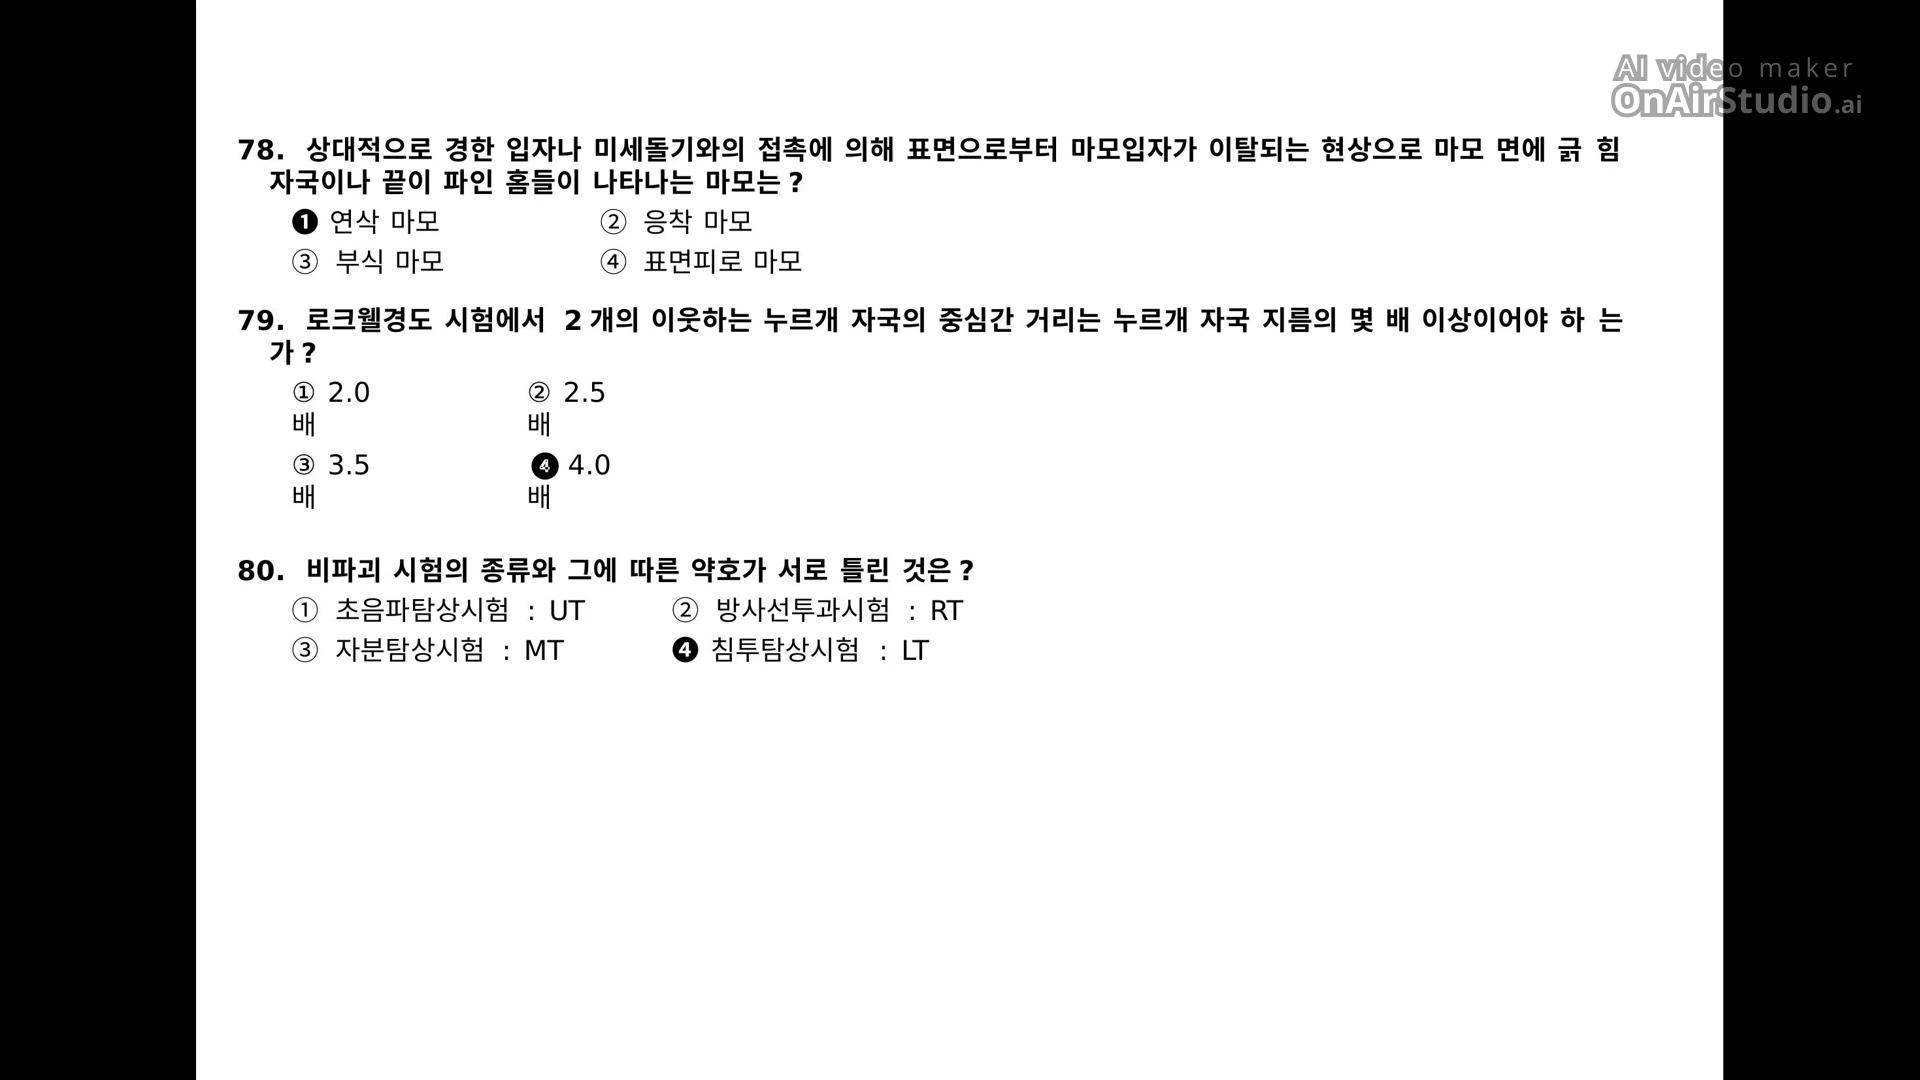 AI video maker
OnAirStudio.ai
78. 상대적으로 경한 입자나 미세돌기와의 접촉에 의해 표면으로부터 마모입자가 이탈되는 현상으로 마모 면에 긁 힘
자국이나 끝이 파인 홈들이 나타나는 마모는 ?
❶ 연삭 마모 ② 응착 마모
③ 부식 마모 ④ 표면피로 마모
79. 로크웰경도 시험에서 2 개의 이웃하는 누르개 자국의 중심간 거리는 누르개 자국 지름의 몇 배 이상이어야 하 는
가 ?
① 2.0 ② 2.5
배 배
③ 3.5 ❹ 4.0
배 배
80. 비파괴 시험의 종류와 그에 따른 약호가 서로 틀린 것은 ?
① 초음파탐상시험 : UT ② 방사선투과시험 : RT
③ 자분탐상시험 : MT ❹ 침투탐상시험 : LT